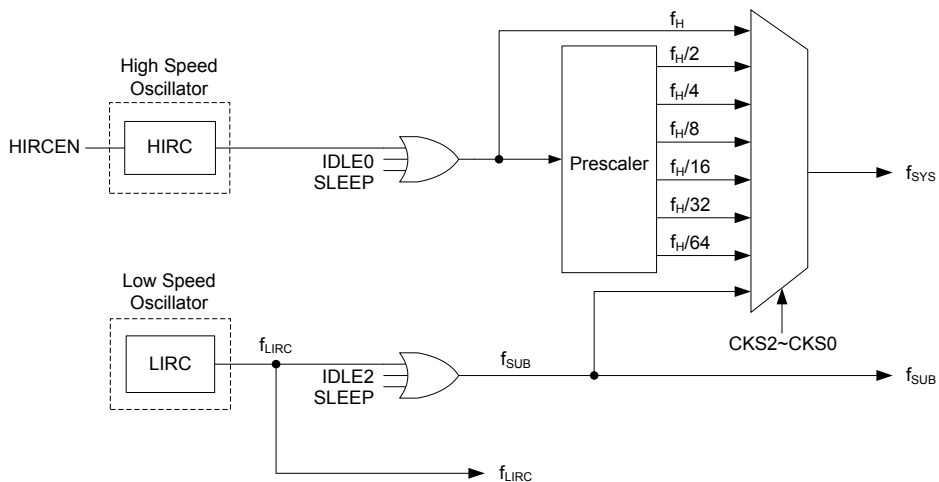 High Speed
Oscillator
HIRCEN
HIRC
IDLE0
SLEEP
f_H
Prescaler
f_H/2
f_H/4
f_H/8
f_H/16
f_H/32
f_H/64
f_SYS
CKS2~CKS0
Low Speed
Oscillator
LIRC
f_LIRC
IDLE2
SLEEP
f_SUB
f_SUB
f_LIRC